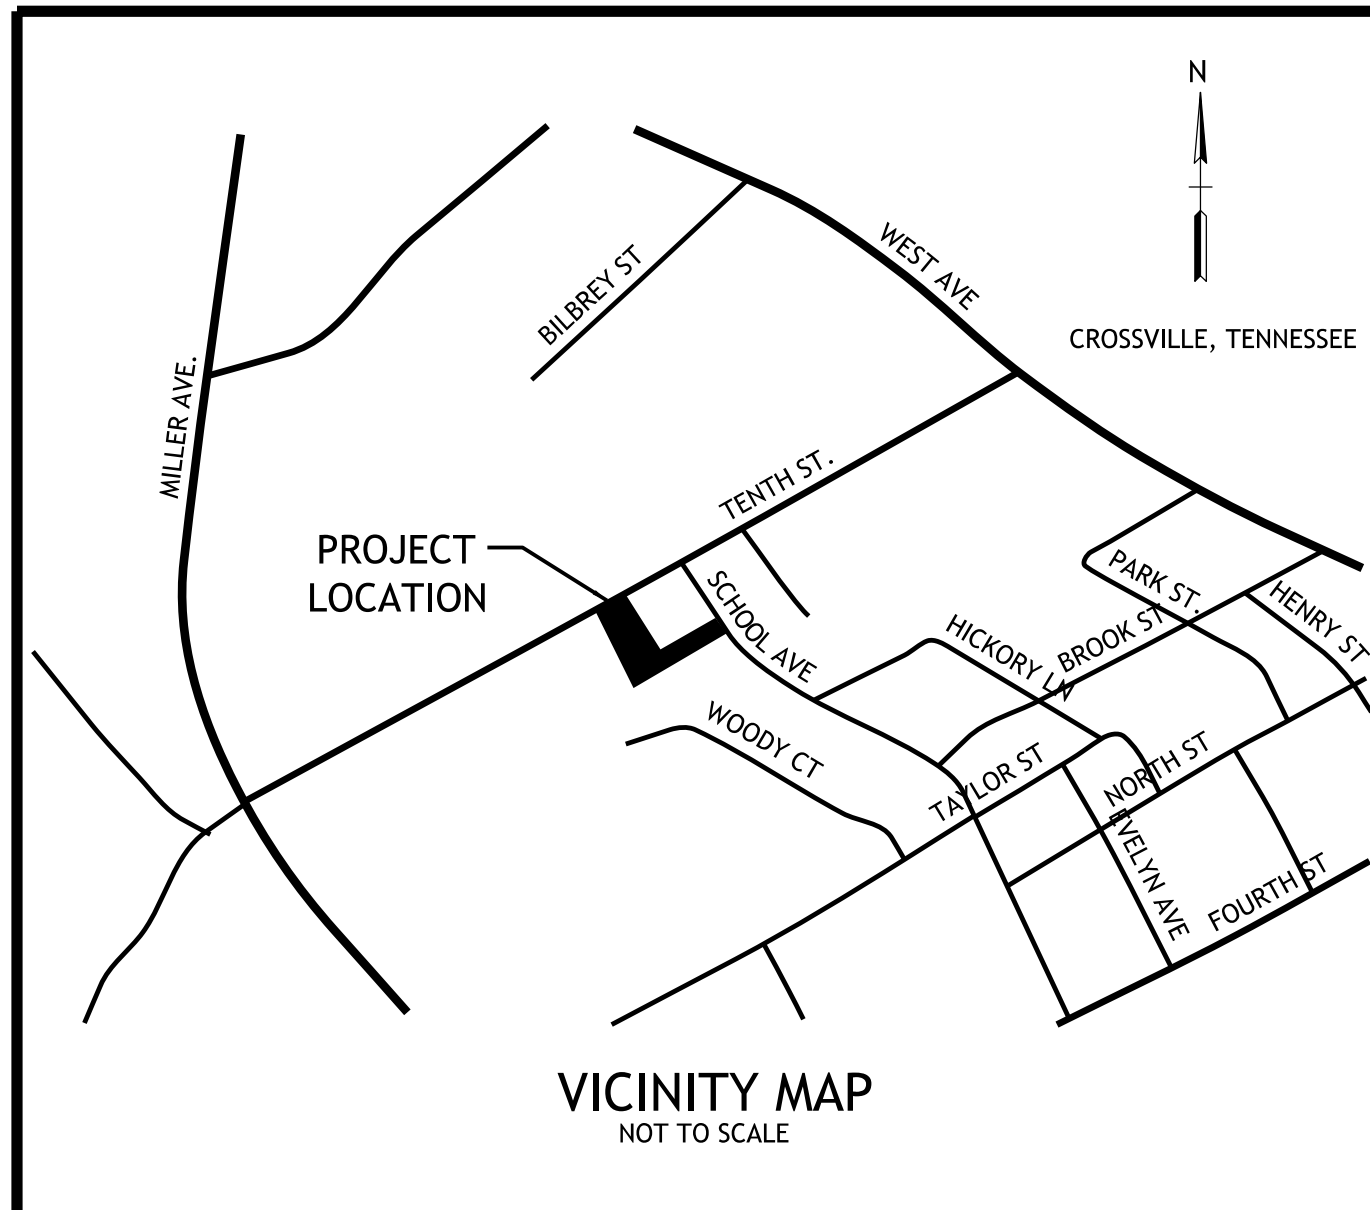 N
WEST AVE
BILBREY ST
CROSSVILLE, TENNESSEE
MILLER AVE.
TENTH ST.
PROJECT
LOCATION
SCHOOL AVE
PARK ST.
HENRY ST
HICKORY LN
BROOK ST
WOODY CT
TAYLOR ST
NORTH ST
EVELYN AVE
FOURTH ST
VICINITY MAP
NOT TO SCALE